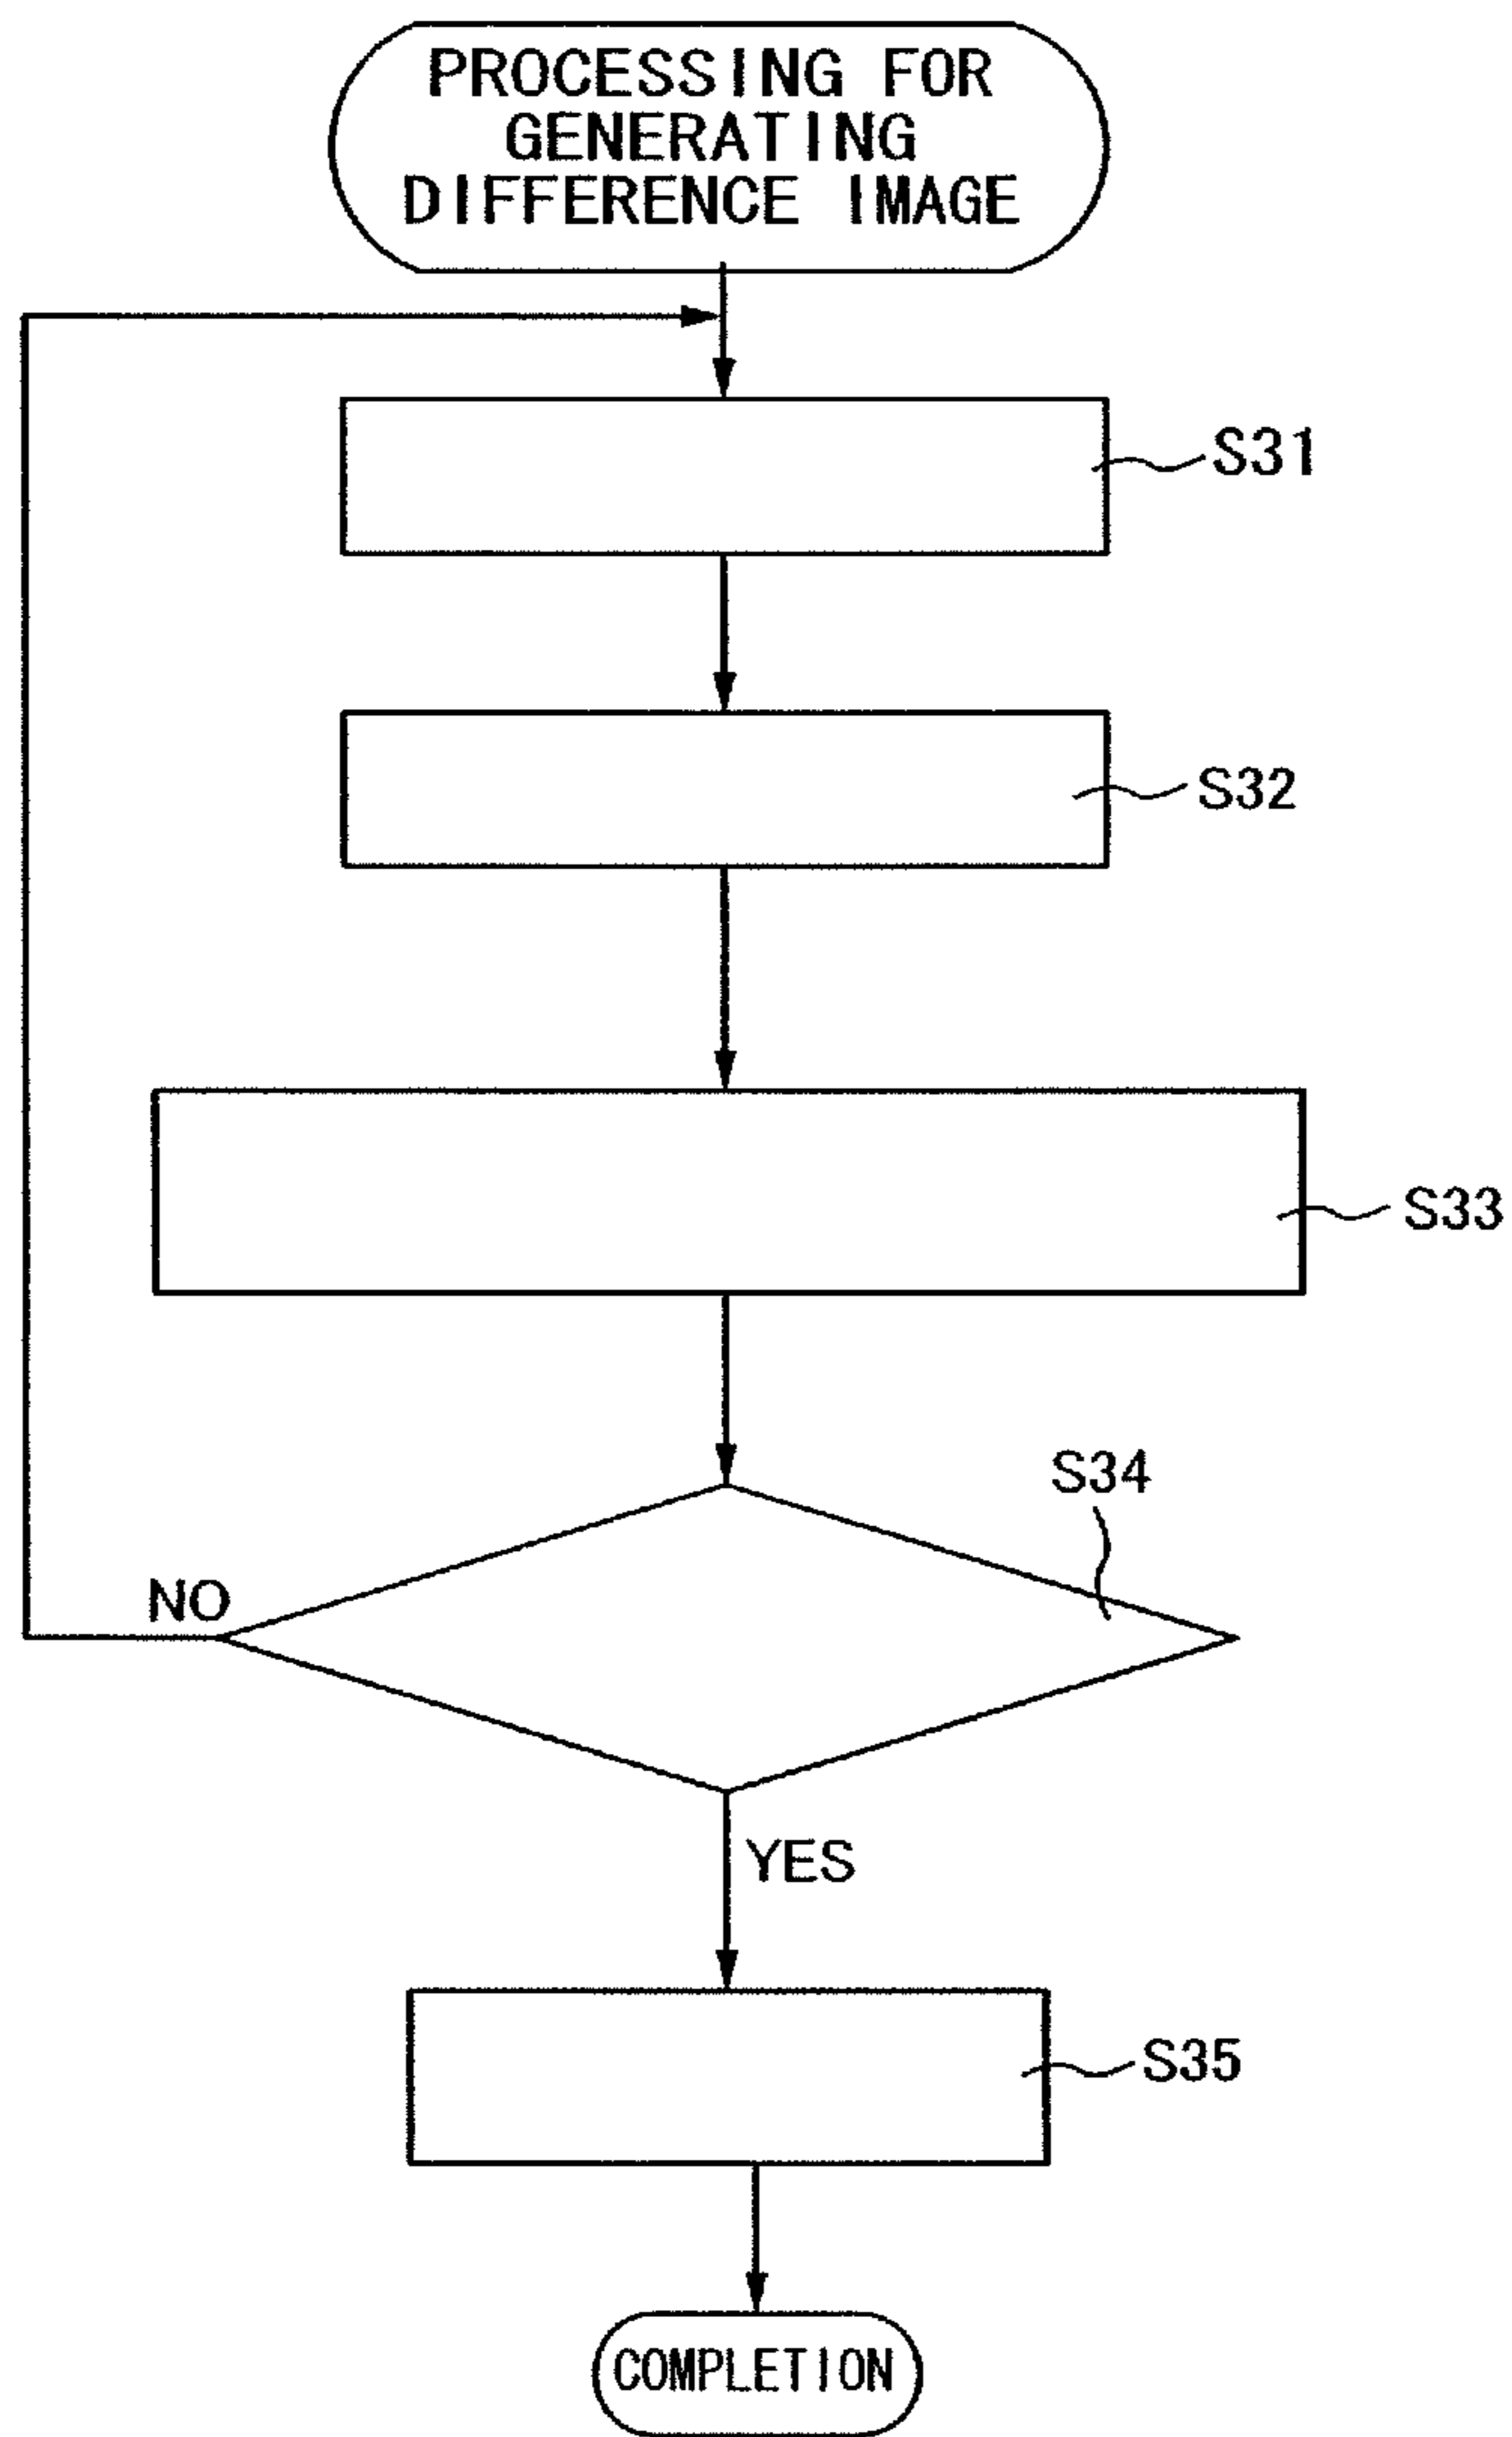 PROCESSING FOR
GENERATING
DIFFERENCE IMAGE
S31
S32
S33
S34
NO
YES
S35
COMPLETION